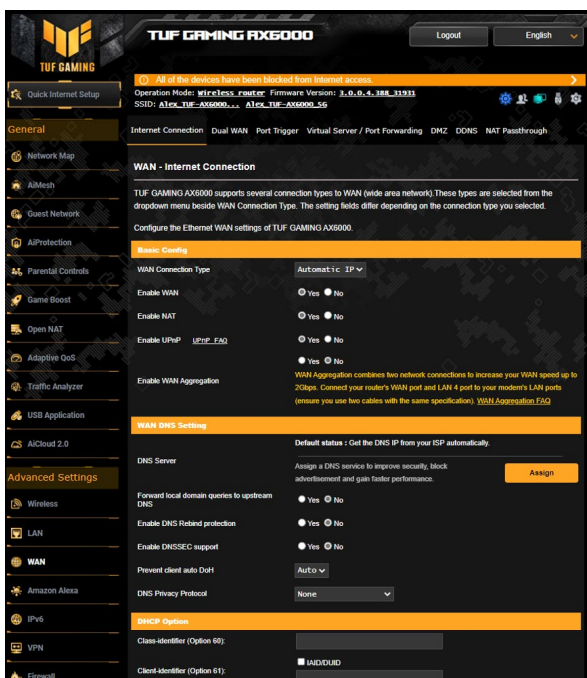 TUF GAMING AX6000
Logout
English
TUF GAMING
Quick Internet Setup
All of the devices have been blocked from Internet access.
Operation Mode: Wireless router Firmware Version: 3.0.0.4.388_31931
SSID: Alex_TUF-AX6000... Alex_TUF-AX6000_5G
General
Network Map
AiMesh
Guest Network
AiProtection
Parental Controls
Game Boost
Open NAT
Adaptive QoS
Traffic Analyzer
USB Application
AiCloud 2.0
Advanced Settings
Wireless
LAN
WAN
Amazon Alexa
IPv6
VPN
Firewall
Internet Connection Dual WAN Port Trigger Virtual Server / Port Forwarding DMZ DDNS NAT Passthrough
WAN - Internet Connection
TUF GAMING AX6000 supports several connection types to WAN (wide area network).These types are selected from the
dropdown menu beside WAN Connection Type. The setting fields differ depending on the connection type you selected.
Configure the Ethernet WAN settings of TUF GAMING AX6000.
Basic Config
WAN Connection Type Automatic IP
Enable WAN Yes No
Enable NAT Yes No
Enable UPnP UPnP FAQ Yes No
Yes No
Enable WAN Aggregation
WAN Aggregation combines two network connections to increase your WAN speed up to
2Gbps. Connect your router's WAN port and LAN 4 port to your modem's LAN ports
(ensure you use two cables with the same specification). WAN Aggregation FAQ
WAN DNS Setting
Default status : Get the DNS IP from your ISP automatically.
DNS Server
Assign a DNS service to improve security, block
advertisement and gain faster performance.
Assign
Forward local domain queries to upstream
DNS
Yes No
Enable DNS Rebind protection Yes No
Enable DNSSEC support Yes No
Prevent client auto DoH Auto
DNS Privacy Protocol None
DHCP Option
Class-identifier (Option 60):
IAID/DUID
Client-identifier (Option 61):